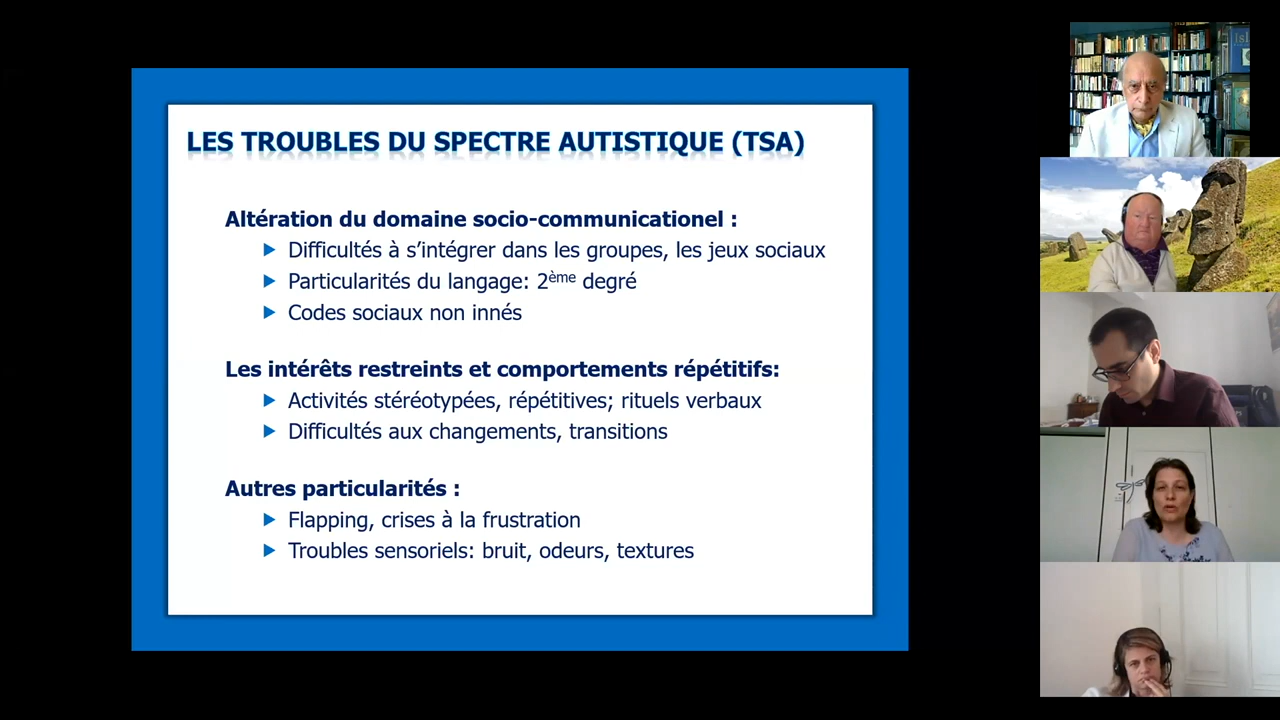 LES TROUBLES DU SPECTRE AUTISTIQUE (TSA)
Altération du domaine socio-communicationel :
Difficultés à s’intégrer dans les groupes, les jeux sociaux
Particularités du langage: 2ème degré
Codes sociaux non innés
Les intérêts restreints et comportements répétitifs:
Activités stéréotypées, répétitives; rituels verbaux
Difficultés aux changements, transitions
Autres particularités :
Flapping, crises à la frustration
Troubles sensoriels: bruit, odeurs, textures